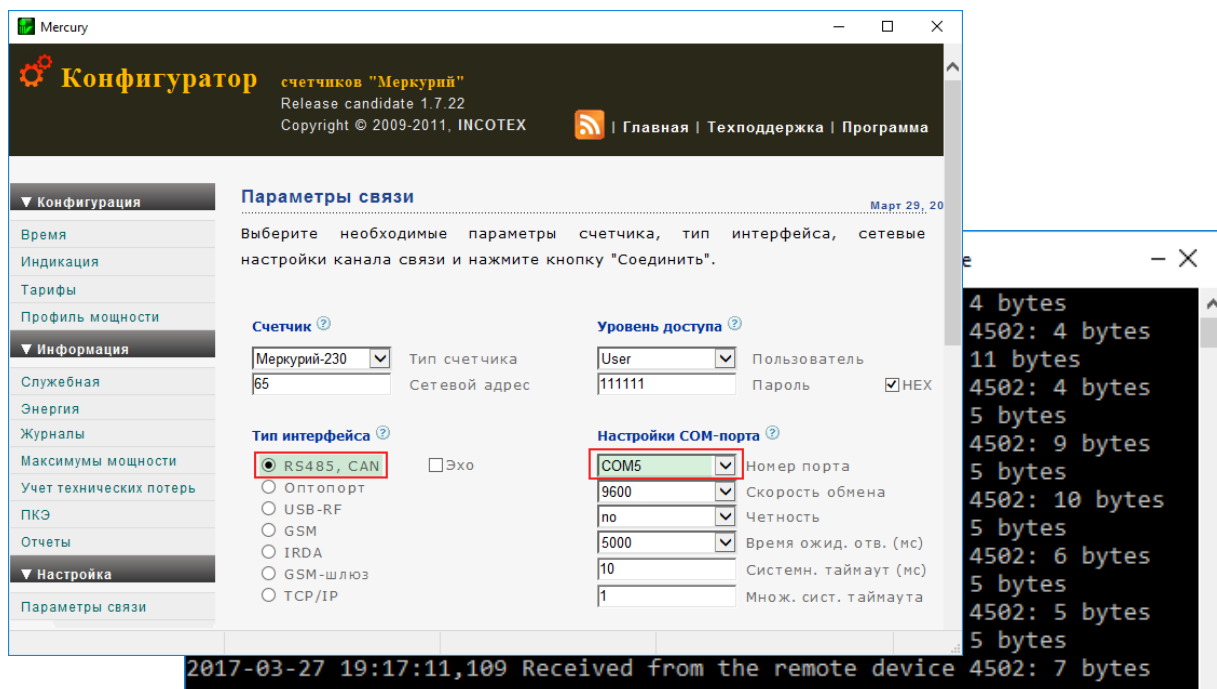 Mercury
Конфигуратор счетчиков "Меркурий"
Release candidate 1.7.22
Copyright © 2009-2011, INCOTEX
| Главная | Техподдержка | Программа
▼ Конфигурация
Время
Индикация
Тарифы
Профиль мощности
▼ Информация
Служебная
Энергия
Журналы
Максимумы мощности
Учет технических потерь
ПКЭ
Отчеты
▼ Настройка
Параметры связи
Параметры связи
Март 29, 20
Выберите необходимые параметры счетчика, тип интерфейса, сетевые
настройки канала связи и нажмите кнопку "Соединить".
Счетчик ?
Меркурий-230 Тип счетчика
65 Сетевой адрес
Уровень доступа ?
User Пользователь
111111 Пароль HEX
Тип интерфейса ?
RS485, CAN Эхо
Оптопорт
USB-RF
GSM
IRDA
GSM-шлюз
TCP/IP
Настройки COM-порта ?
COM5 Номер порта
9600 Скорость обмена
no Четность
5000 Время ожид. отв. (мс)
10 Системн. таймаут (мс)
1 Множ. сист. таймаута
e
4 bytes
4502: 4 bytes
11 bytes
4502: 4 bytes
5 bytes
4502: 9 bytes
5 bytes
4502: 10 bytes
5 bytes
4502: 6 bytes
5 bytes
4502: 5 bytes
5 bytes
2017-03-27 19:17:11,109 Received from the remote device 4502: 7 bytes